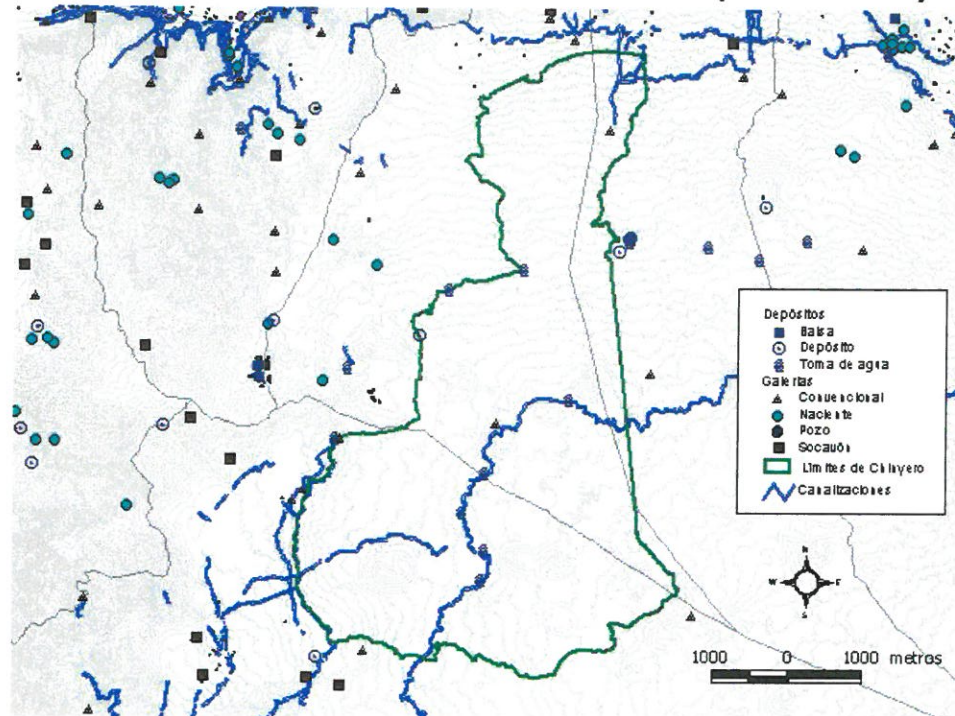 Depósitos
Balsa
Depósito
Toma de agua
Galerías
Convencional
Naciente
Pozo
Socavón
Límites de Chinyero
Canalizaciones
N
W E
S
1000 0 1000 metros